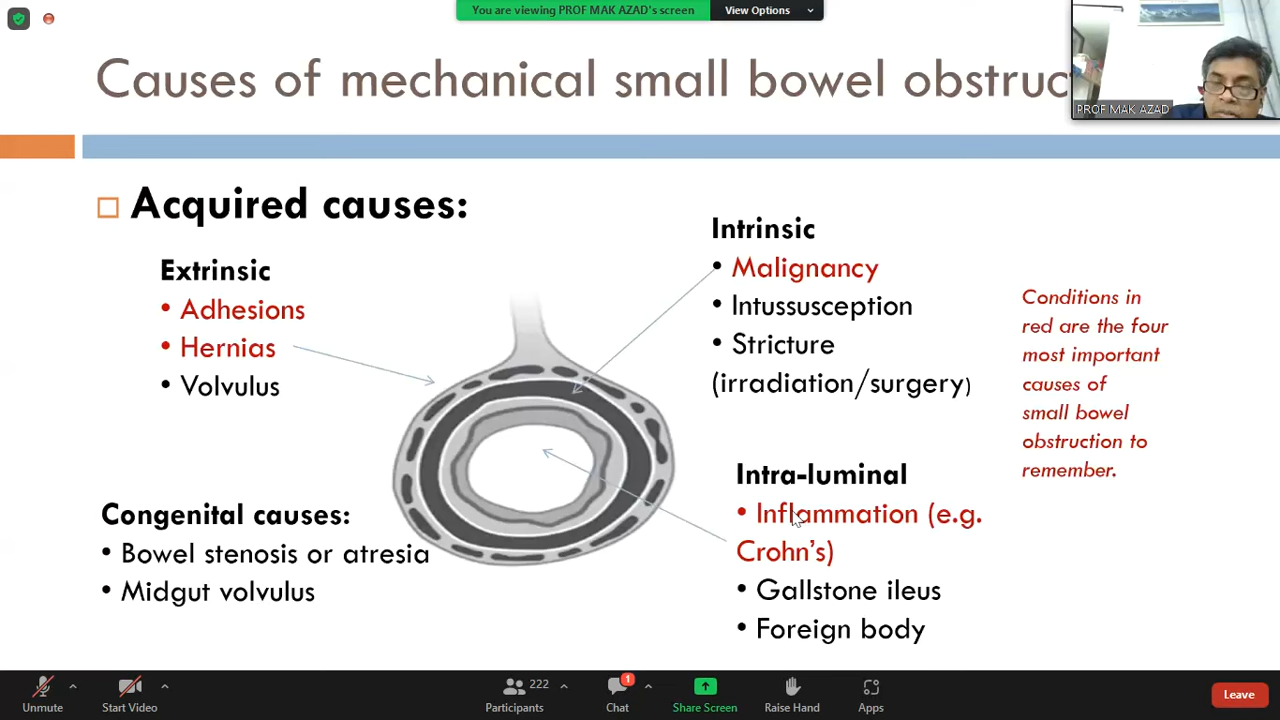 You are viewing PROF MAK AZAD's screen
View Options
Causes of mechanical small bowel obstruc
PROF MAK AZAD
Acquired causes:
Extrinsic
• Adhesions
• Hernias
• Volvulus
Intrinsic
• Malignancy
• Intussusception
• Stricture
(irradiation/surgery)
Conditions in
red are the four
most important
causes of
small bowel
obstruction to
remember.
Congenital causes:
• Bowel stenosis or atresia
• Midgut volvulus
Intra-luminal
• Inflammation (e.g.
Crohn's)
• Gallstone ileus
• Foreign body
Unmute
Start Video
222
Participants
1
Chat
Share Screen
Raise Hand
Apps
Leave